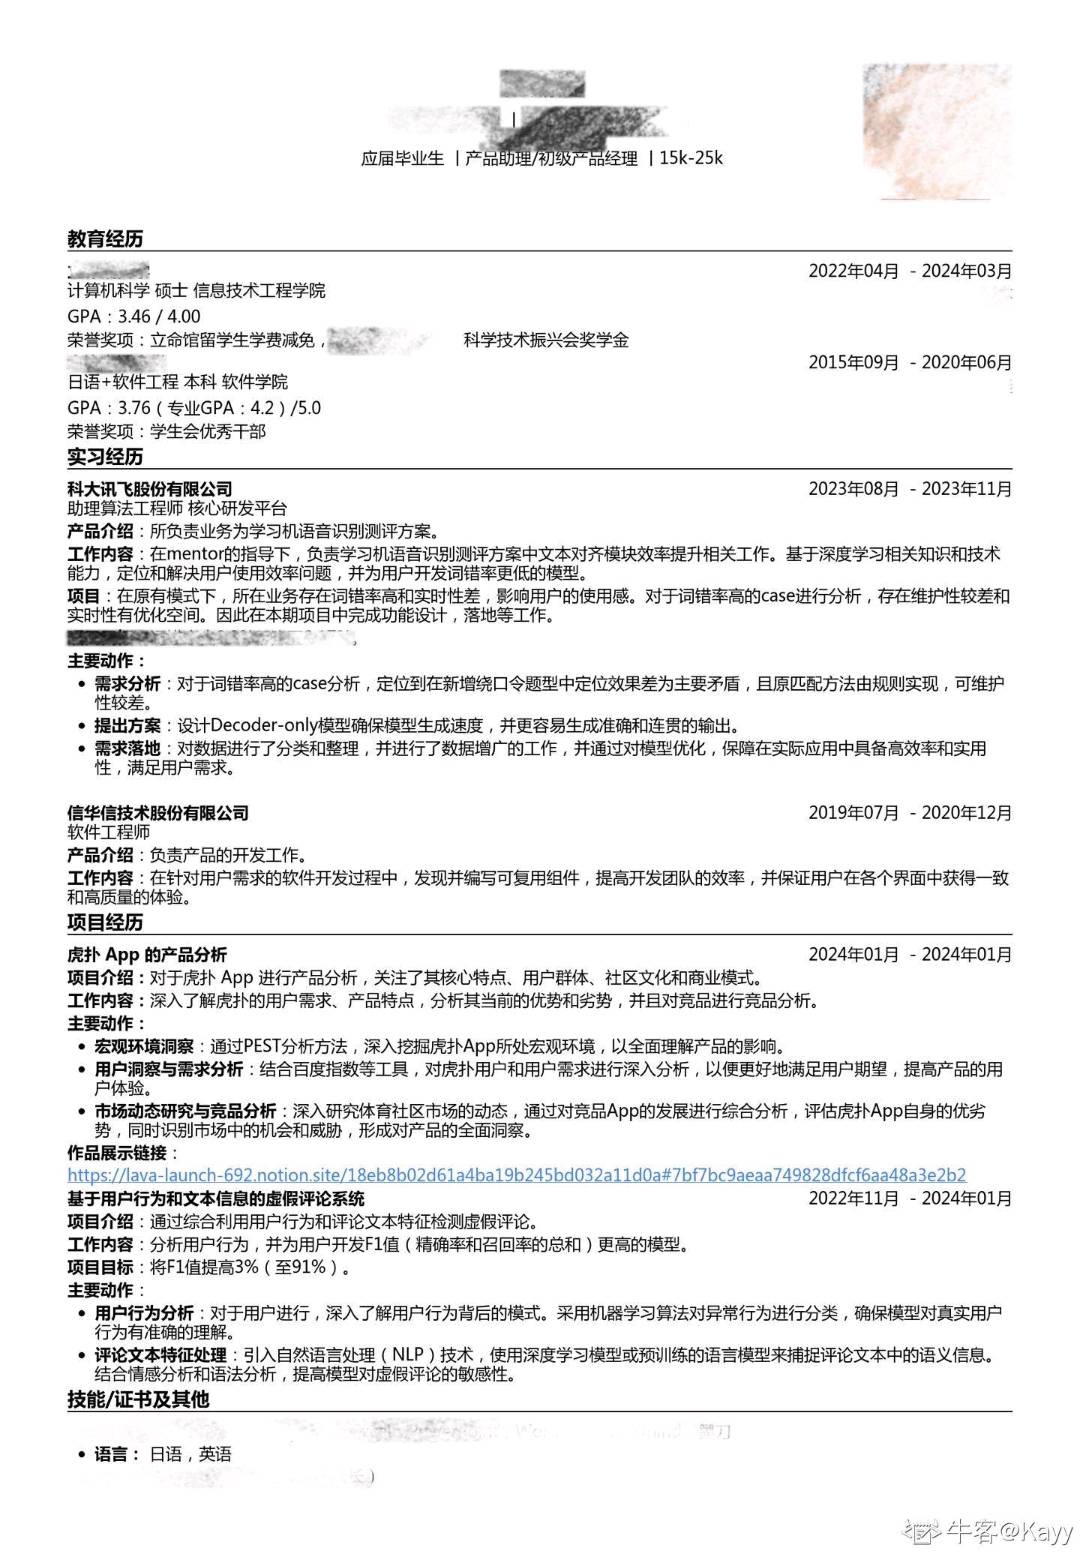 应届毕业生 | 产品助理/初级产品经理 | 15k-25k
教育经历
2022年04月 - 2024年03月
计算机科学 硕士 信息技术工程学院
GPA：3.46 / 4.00
荣誉奖项：立命馆留学生学费减免， 科学技术振兴会奖学金
2015年09月 - 2020年06月
日语+软件工程 本科 软件学院
GPA：3.76（专业GPA：4.2）/5.0
荣誉奖项：学生会优秀干部
实习经历
科大讯飞股份有限公司 2023年08月 - 2023年11月
助理算法工程师 核心研发平台
产品介绍：所负责业务为学习机语音识别测评方案。
工作内容：在mentor的指导下，负责学习机语音识别测评方案中文本对齐模块效率提升相关工作。基于深度学习相关知识和技术
能力，定位和解决用户使用效率问题，并为用户开发词错率更低的模型。
项目：在原有模式下，所在业务存在词错率高和实时性差，影响用户的使用感。对于词错率高的case进行分析，存在维护性较差和
实时性有优化空间。因此在本期项目中完成功能设计，落地等工作。
主要动作：
• 需求分析：对于词错率高的case分析，定位到在新增绕口令题型中定位效果差为主要矛盾，且原匹配方法由规则实现，可维护
性较差。
• 提出方案：设计Decoder-only模型确保模型生成速度，并更容易生成准确和连贯的输出。
• 需求落地：对数据进行了分类和整理，并进行了数据增广的工作，并通过对模型优化，保障在实际应用中具备高效率和实用
性，满足用户需求。
信华信技术股份有限公司 2019年07月 - 2020年12月
软件工程师
产品介绍：负责产品的开发工作。
工作内容：在针对用户需求的软件开发过程中，发现并编写可复用组件，提高开发团队的效率，并保证用户在各个界面中获得一致
和高质量的体验。
项目经历
虎扑 App 的产品分析 2024年01月 - 2024年01月
项目介绍：对于虎扑 App 进行产品分析，关注了其核心特点、用户群体、社区文化和商业模式。
工作内容：深入了解虎扑的用户需求、产品特点，分析其当前的优势和劣势，并且对竞品进行竞品分析。
主要动作：
• 宏观环境洞察：通过PEST分析方法，深入挖掘虎扑App所处宏观环境，以全面理解产品的影响。
• 用户洞察与需求分析：结合百度指数等工具，对虎扑用户和用户需求进行深入分析，以便更好地满足用户期望，提高产品的用
户体验。
• 市场动态研究与竞品分析：深入研究体育社区市场的动态，通过对竞品App的发展进行综合分析，评估虎扑App自身的优劣
势，同时识别市场中的机会和威胁，形成对产品的全面洞察。
作品展示链接：
https://lava-launch-692.notion.site/18eb8b02d61a4ba19b245bd032a11d0a#7bf7bc9aeaa749828dfcf6aa48a3e2b2
基于用户行为和文本信息的虚假评论系统 2022年11月 - 2024年01月
项目介绍：通过综合利用用户行为和评论文本特征检测虚假评论。
工作内容：分析用户行为，并为用户开发F1值（精确率和召回率的总和）更高的模型。
项目目标：将F1值提高3%（至91%）。
主要动作：
• 用户行为分析：对于用户进行，深入了解用户行为背后的模式。采用机器学习算法对异常行为进行分类，确保模型对真实用户
行为有准确的理解。
• 评论文本特征处理：引入自然语言处理（NLP）技术，使用深度学习模型或预训练的语言模型来捕捉评论文本中的语义信息。
结合情感分析和语法分析，提高模型对虚假评论的敏感性。
技能/证书及其他
• 语言： 日语，英语
牛客@Kayy